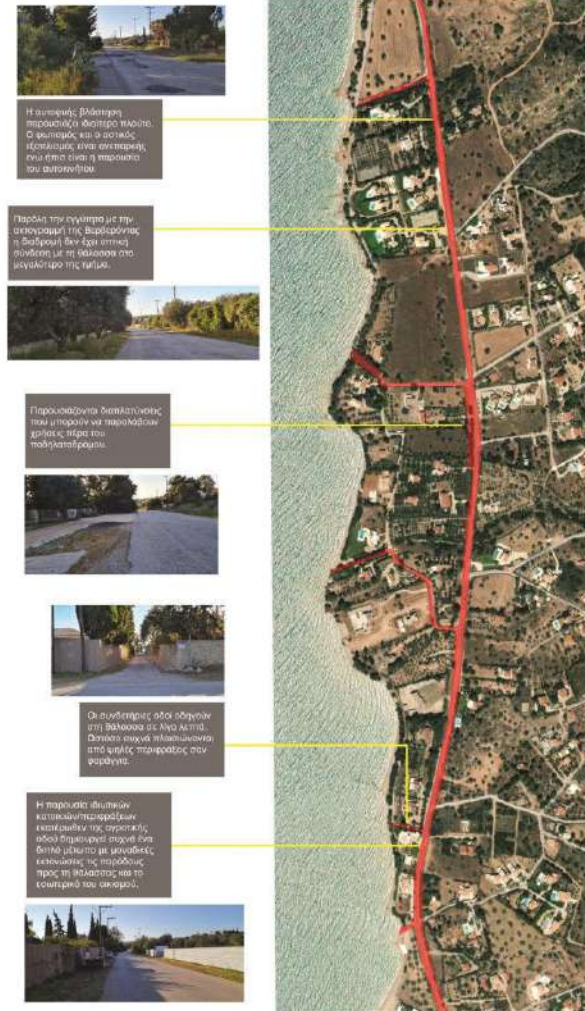 Η αυτοφυής βλάστηση
παρουσιάζει ιδιαίτερο πλούτο.
Ο φωτισμός και ο αστικός
εξοπλισμός είναι ανεπαρκής
ενώ ήπια είναι η παρουσία
του αυτοκινήτου.
Παρόλη την εγγύτητα με την
ακτογραμμή της Βερβερόντας
η διαδρομή δεν έχει οπτική
σύνδεση με τη θάλασσα στο
μεγαλύτερο της τμήμα.
Παρουσιάζονται διαπλατύνσεις
που μπορούν να παραλάβουν
χρήσεις πέρα του
ποδηλατοδρόμου.
Οι συνδετήριες οδοί οδηγούν
στη θάλασσα σε λίγα λεπτά.
Ωστόσο συχνά πλαισιώνονται
από ψηλές περιφράξεις σαν
φαράγγια.
Η παρουσία ιδιωτικών
κατοικιών/περιφράξεων
εκατέρωθεν της αγροτικής
οδού δημιουργεί συχνά ένα
διπλό μέτωπο με μοναδικές
εκτονώσεις τις παρόδους
προς τη θάλασσας και το
εσωτερικό του οικισμού.